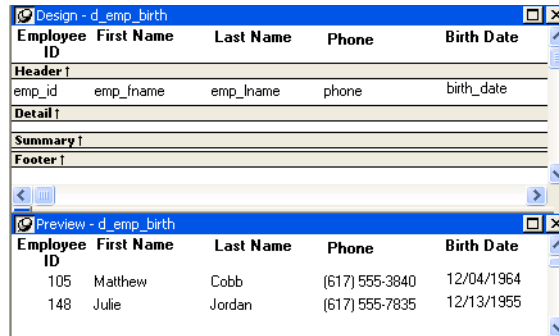 Design - d_emp_birth
Employee ID First Name Last Name Phone Birth Date
Header ↑
emp_id emp_fname emp_lname phone birth_date
Detail ↑
Summary ↑
Footer ↑
Preview - d_emp_birth
Employee ID First Name Last Name Phone Birth Date
105 Matthew Cobb (617) 555-3840 12/04/1964
148 Julie Jordan (617) 555-7835 12/13/1955